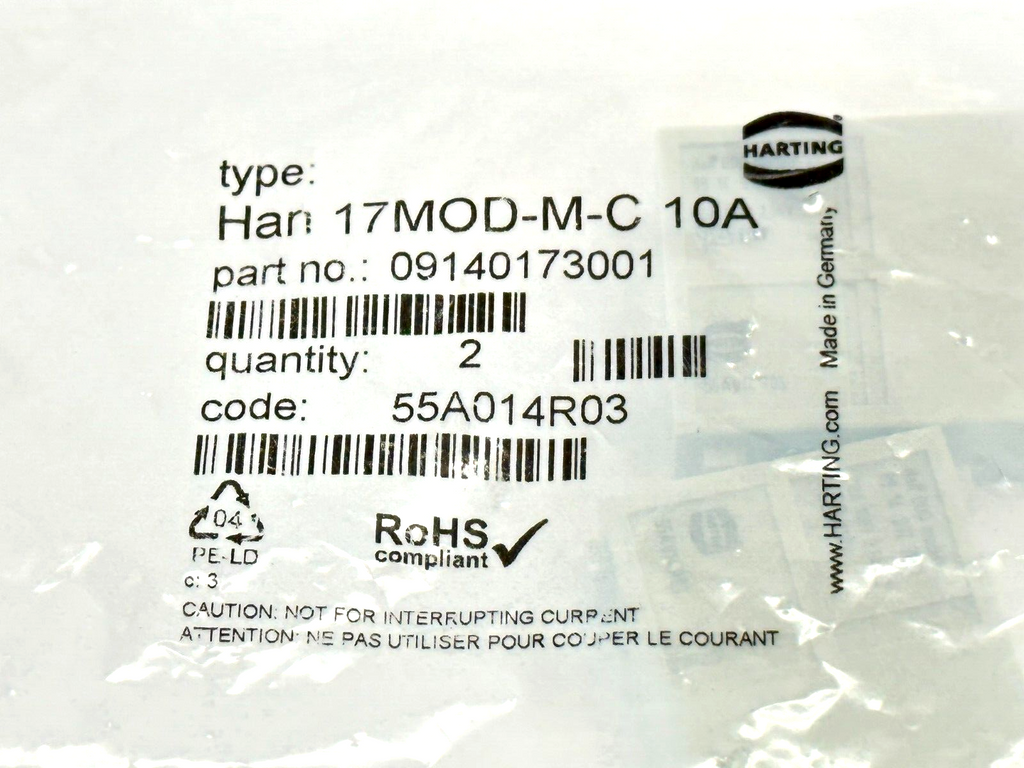 HARTING
type:
Han 17MOD-M-C 10A
part no.: 09140173001
quantity: 2
code: 55A014R03
04
PE-LD
c: 3
RoHS
compliant
CAUTION: NOT FOR INTERRUPTING CURRENT
ATTENTION: NE PAS UTILISER POUR COUPER LE COURANT
www.HARTING.com Made in Germany